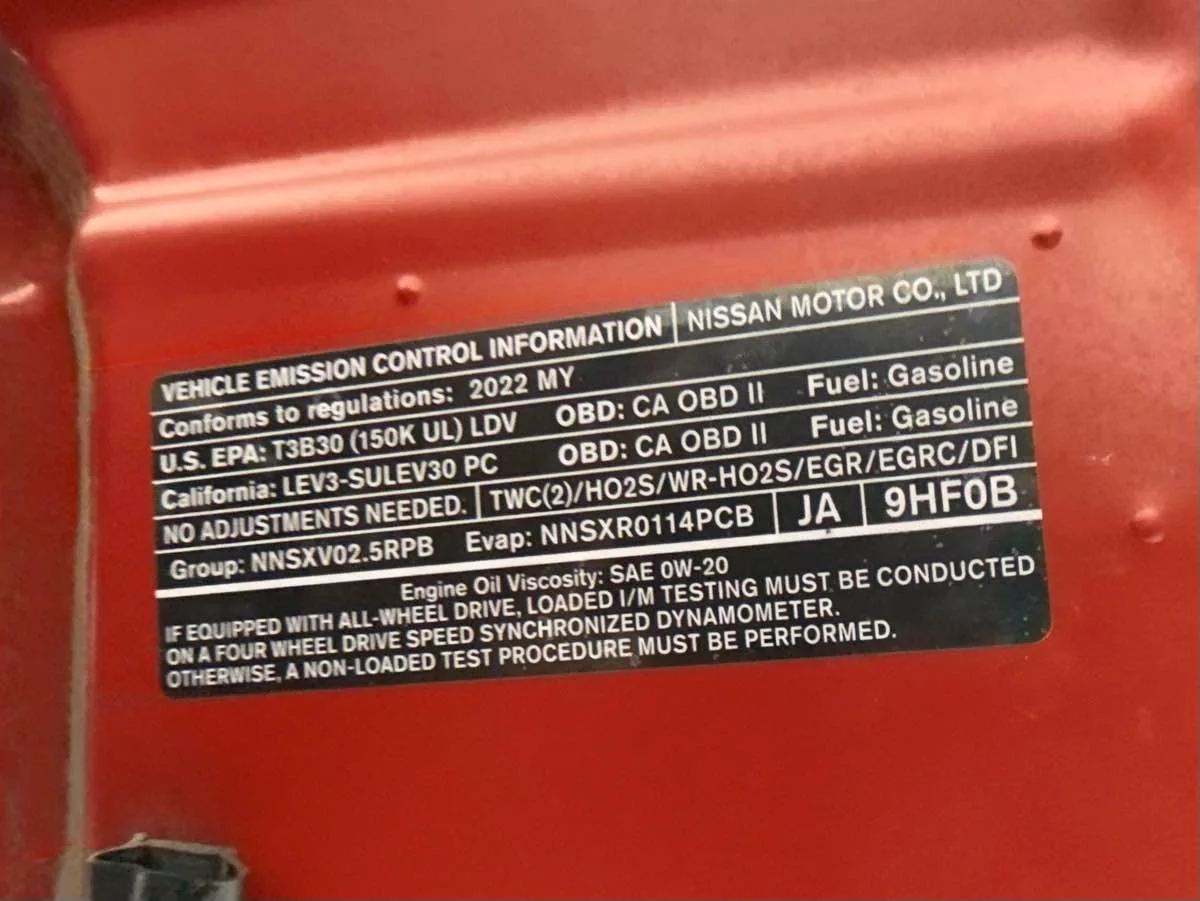 VEHICLE EMISSION CONTROL INFORMATION NISSAN MOTOR CO., LTD
Conforms to regulations: 2022 MY
U.S. EPA: T3B30 (150K UL) LDV OBD: CA OBD II Fuel: Gasoline
California: LEV3-SULEV30 PC OBD: CA OBD II Fuel: Gasoline
NO ADJUSTMENTS NEEDED. TWC(2)/HO2S/WR-HO2S/EGR/EGRC/DFI
Group: NNSXV02.5RPB Evap: NNSXR0114PCB JA 9HF0B
Engine Oil Viscosity: SAE 0W-20
IF EQUIPPED WITH ALL-WHEEL DRIVE, LOADED I/M TESTING MUST BE CONDUCTED
ON A FOUR WHEEL DRIVE SPEED SYNCHRONIZED DYNAMOMETER.
OTHERWISE, A NON-LOADED TEST PROCEDURE MUST BE PERFORMED.